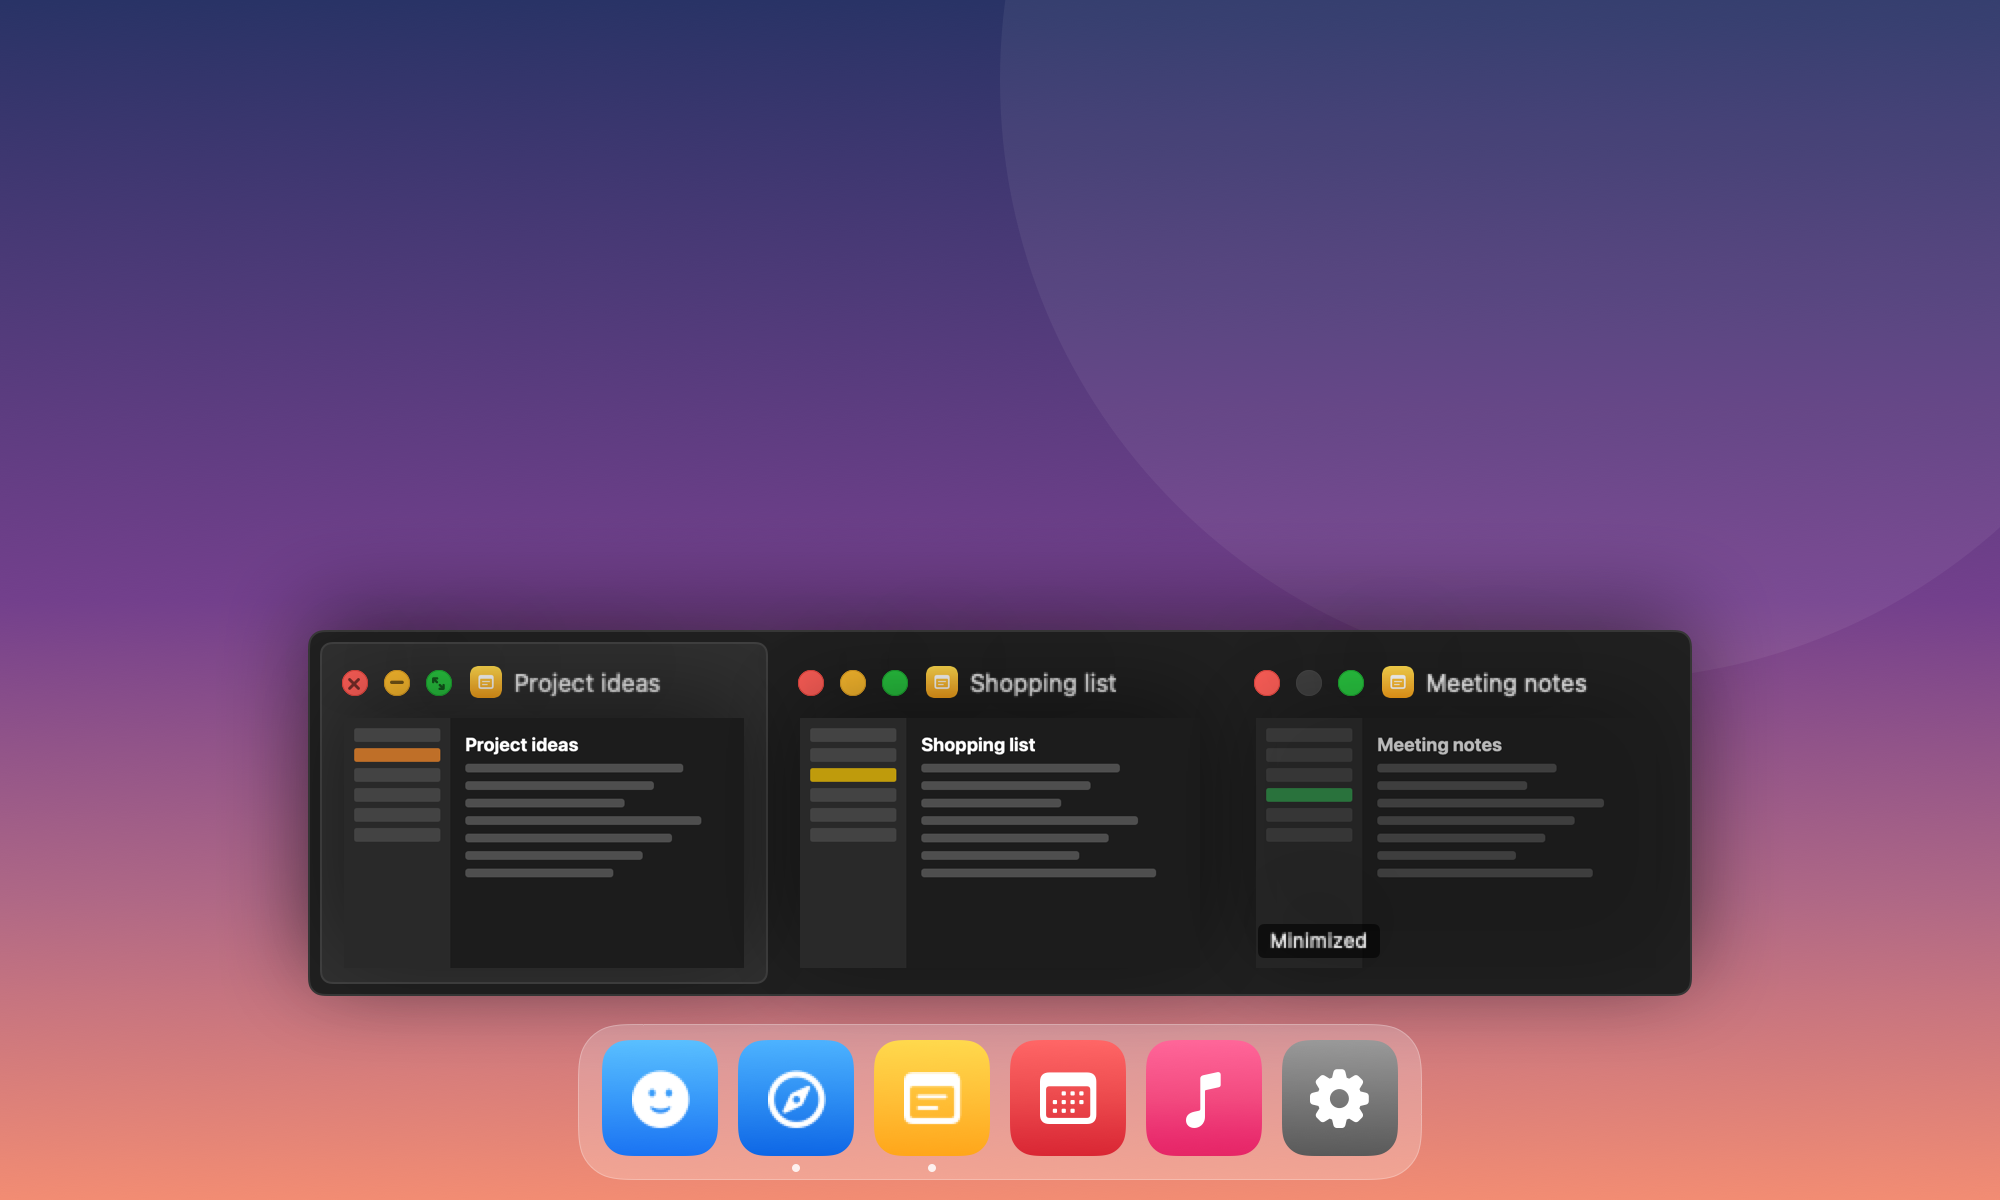 Project ideas
Shopping list
Meeting notes
Project ideas
Shopping list
Meeting notes
Minimized